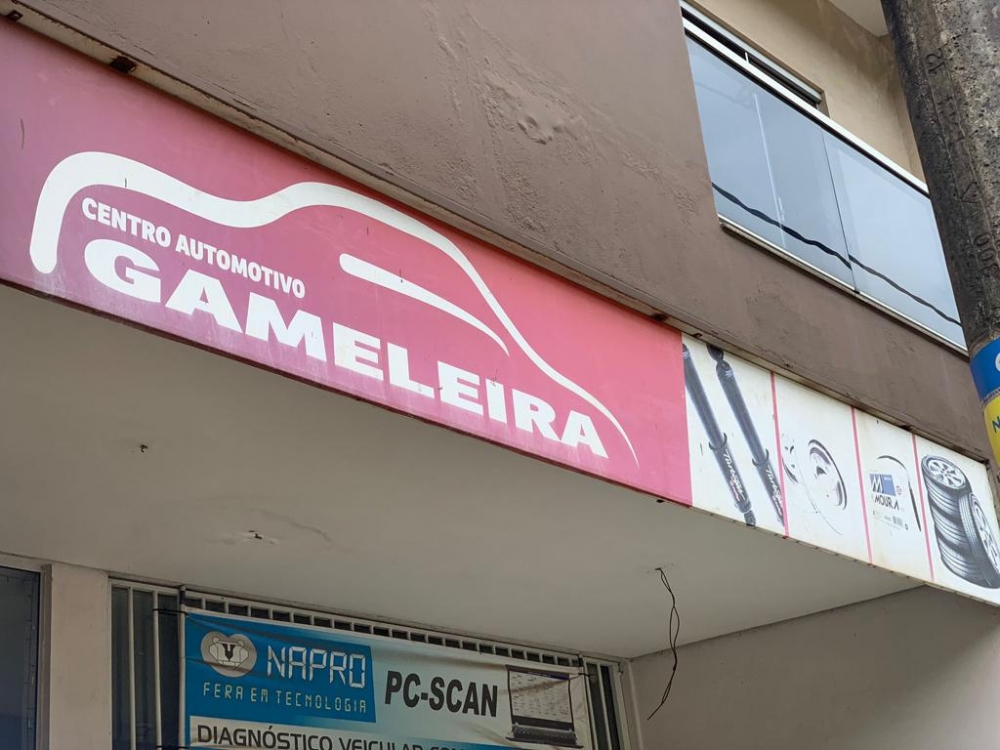 CENTRO AUTOMOTIVO
GAMELEIRA
MOURA
NAPRO
FERA EM TECNOLOGIA
PC-SCAN
DIAGNÓSTICO VEICULAR